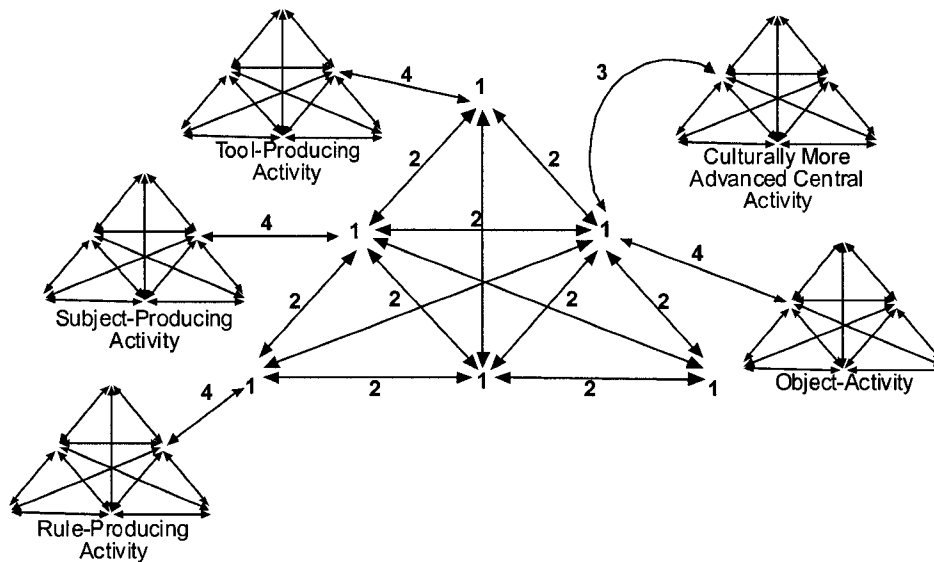 4
1
3
Tool-Producing
Activity
Culturally More
Advanced Central
Activity
2
2
2
4
1
1
4
Subject-Producing
Activity
2
2
2
2
Object-Activity
4
1
2
1
2
1
Rule-Producing
Activity